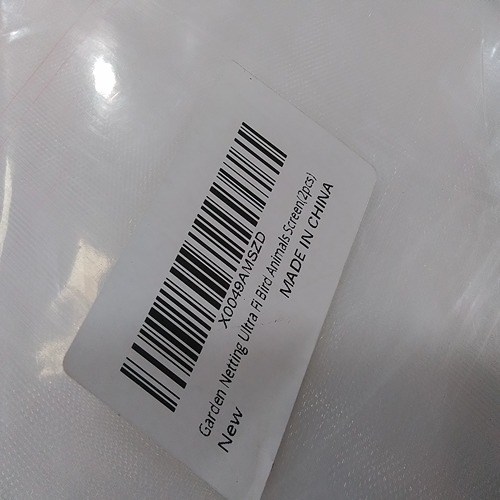 X0049AMSZD
Garden Netting Ultra Fi Bird Animals Screen(2pcs)
New
MADE IN CHINA